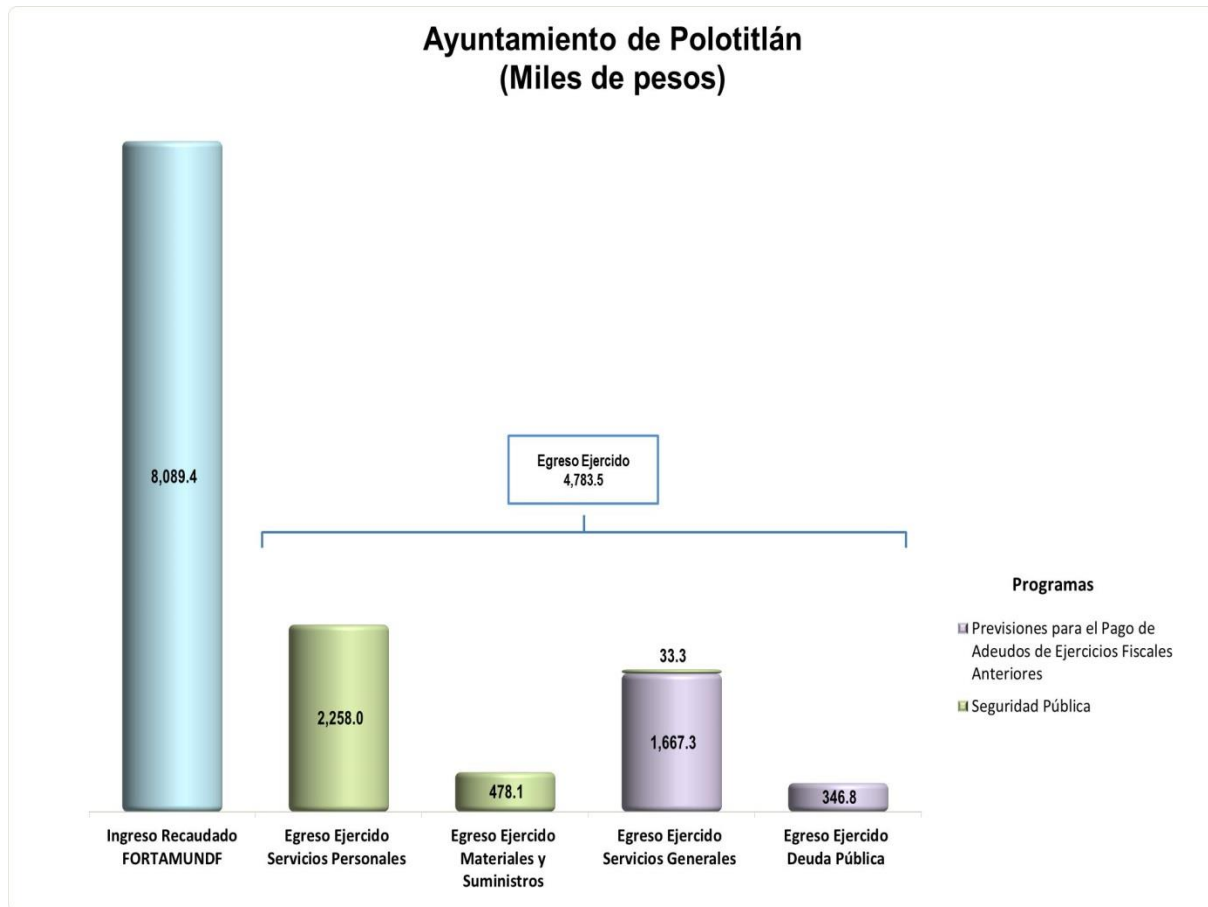 Ayuntamiento de Polotitlán
(Miles de pesos)
8,089.4
Egreso Ejercido
4,783.5
2,258.0
478.1
33.3
1,667.3
346.8
Programas
Previsiones para el Pago de
Adeudos de Ejercicios Fiscales
Anteriores
Seguridad Pública
Ingreso Recaudado
FORTAMUNDF
Egreso Ejercido
Servicios Personales
Egreso Ejercido
Materiales y
Suministros
Egreso Ejercido
Servicios Generales
Egreso Ejercido
Deuda Pública